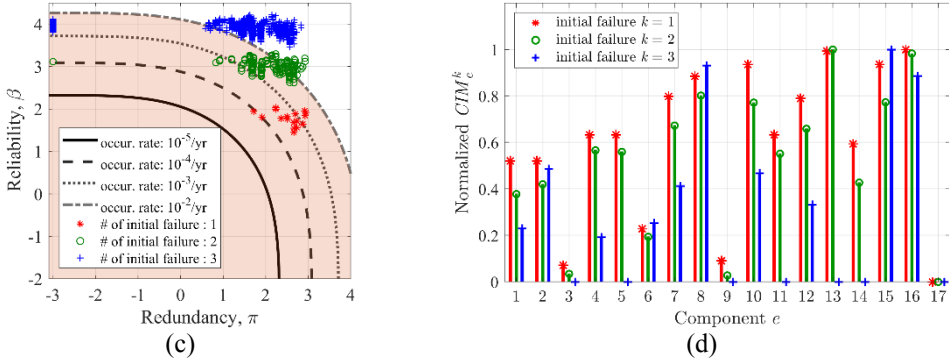 4
3
2
1
0
-1
-2
Reliability, β
occur. rate: 10⁻⁵/yr
occur. rate: 10⁻⁴/yr
occur. rate: 10⁻³/yr
occur. rate: 10⁻²/yr
# of initial failure : 1
# of initial failure : 2
# of initial failure : 3
-3 -2 -1 0 1 2 3 4
Redundancy, π
(c)
initial failure k = 1
initial failure k = 2
initial failure k = 3
1
0.8
0.6
0.4
0.2
0
Normalized CIMₑᵏ
1 2 3 4 5 6 7 8 9 10 11 12 13 14 15 16 17
Component e
(d)